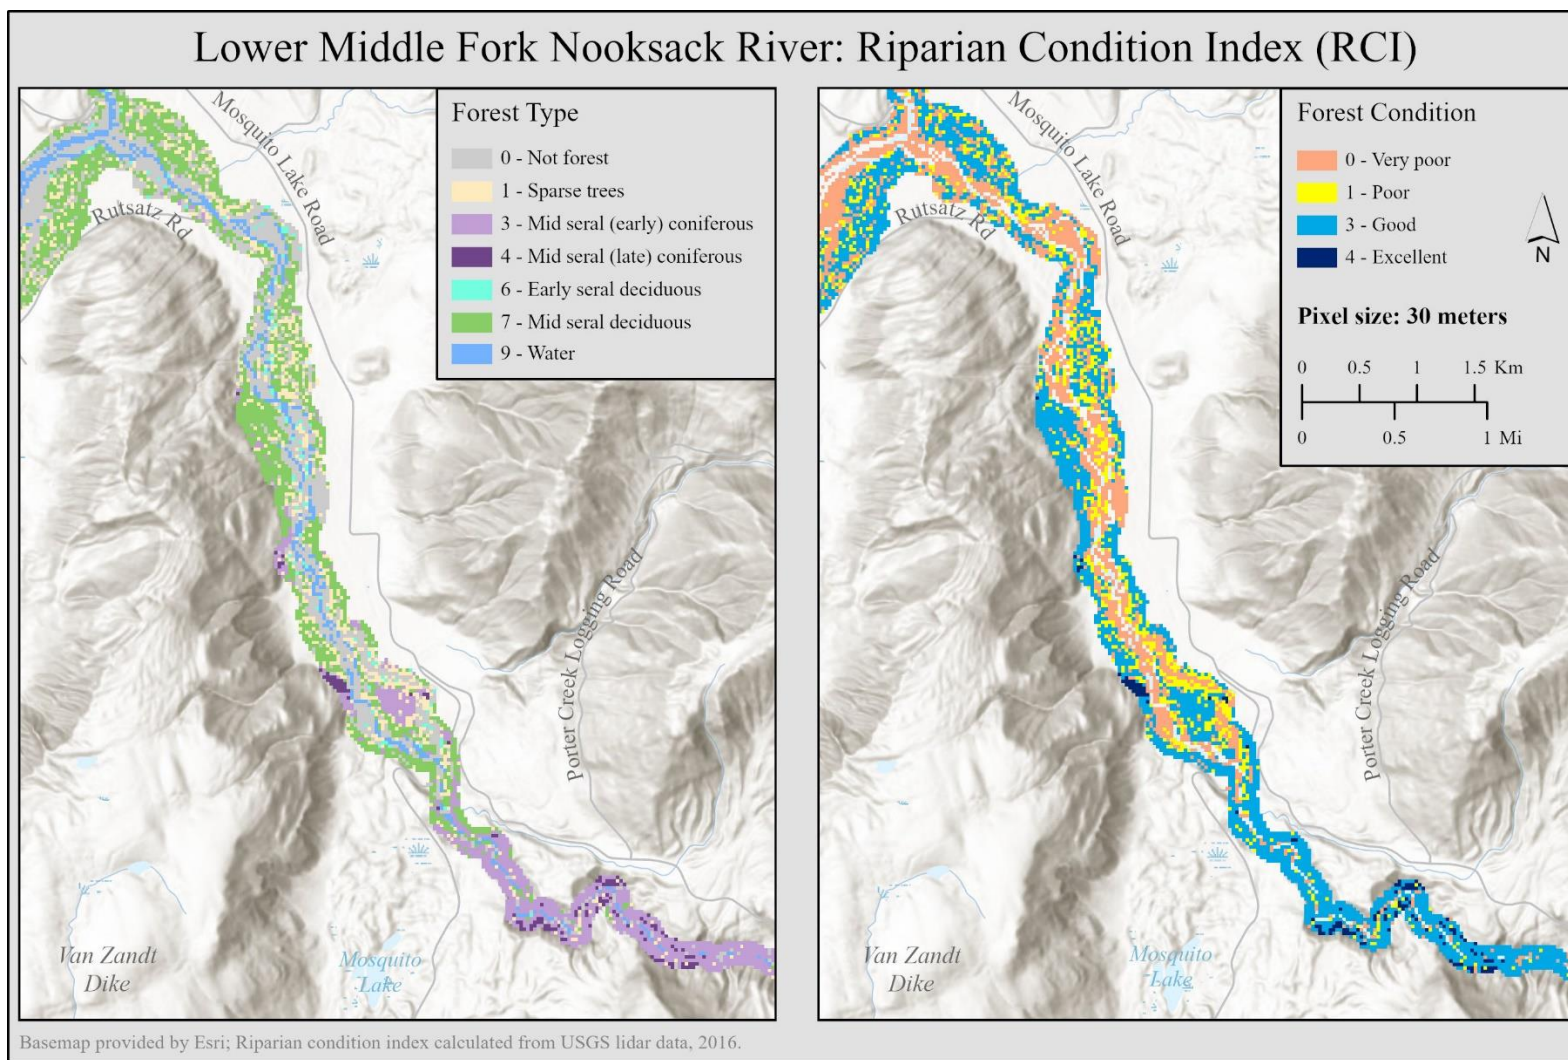 Lower Middle Fork Nooksack River: Riparian Condition Index (RCI)
Forest Type
0 - Not forest
1 - Sparse trees
3 - Mid seral (early) coniferous
4 - Mid seral (late) coniferous
6 - Early seral deciduous
7 - Mid seral deciduous
9 - Water
Mosquito Lake Road
Rutsatz Rd
Porter Creek Logging Road
Van Zandt
Dike
Mosquito
Lake
Forest Condition
0 - Very poor
1 - Poor
3 - Good
4 - Excellent
N
Pixel size: 30 meters
0 0.5 1 1.5 Km
0 0.5 1 Mi
Mosquito Lake Road
Rutsatz Rd
Porter Creek Logging Road
Van Zandt
Dike
Mosquito
Lake
Basemap provided by Esri; Riparian condition index calculated from USGS lidar data, 2016.